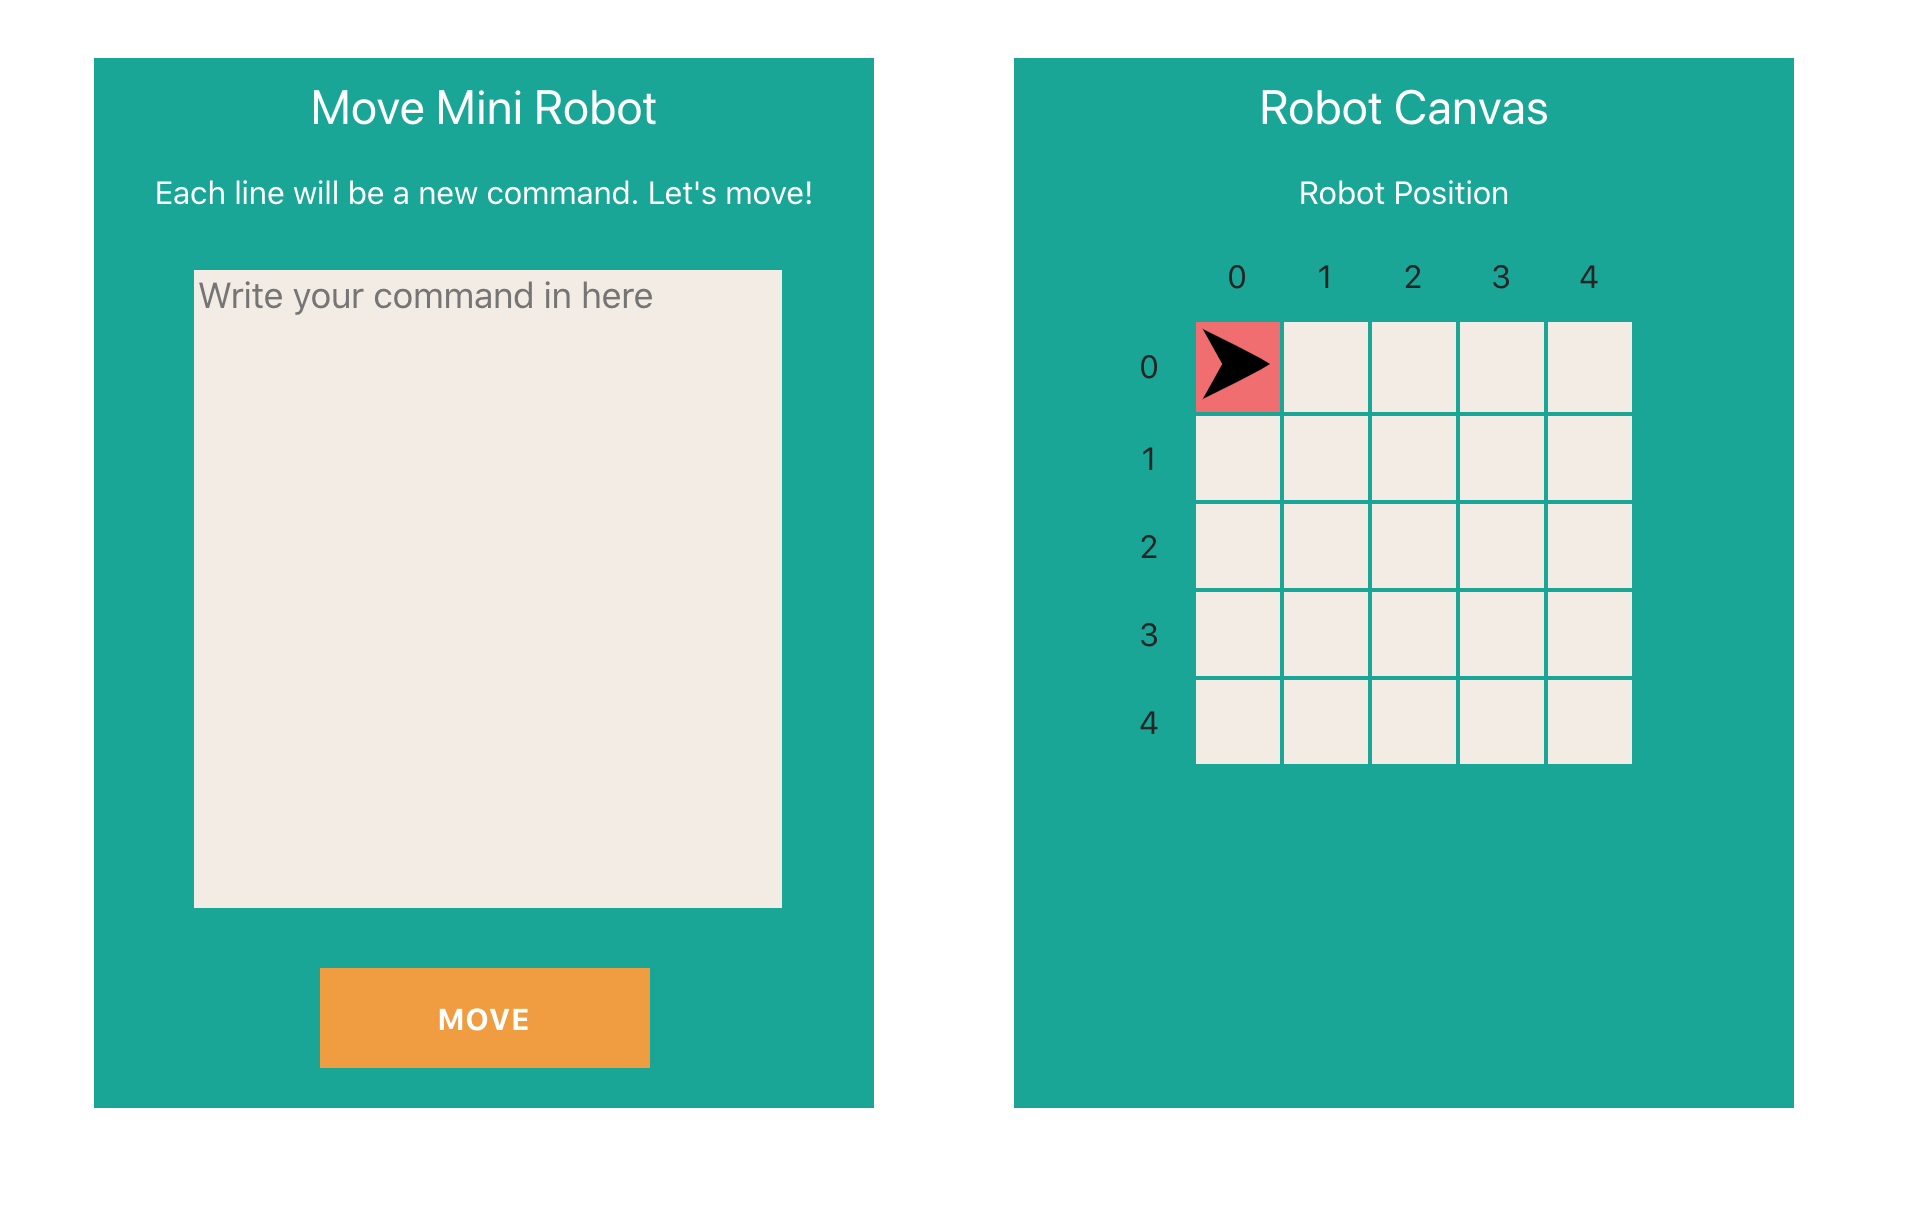 Move Mini Robot
Each line will be a new command. Let's move!
Write your command in here
MOVE
Robot Canvas
Robot Position
0 1 2 3 4
0
1
2
3
4